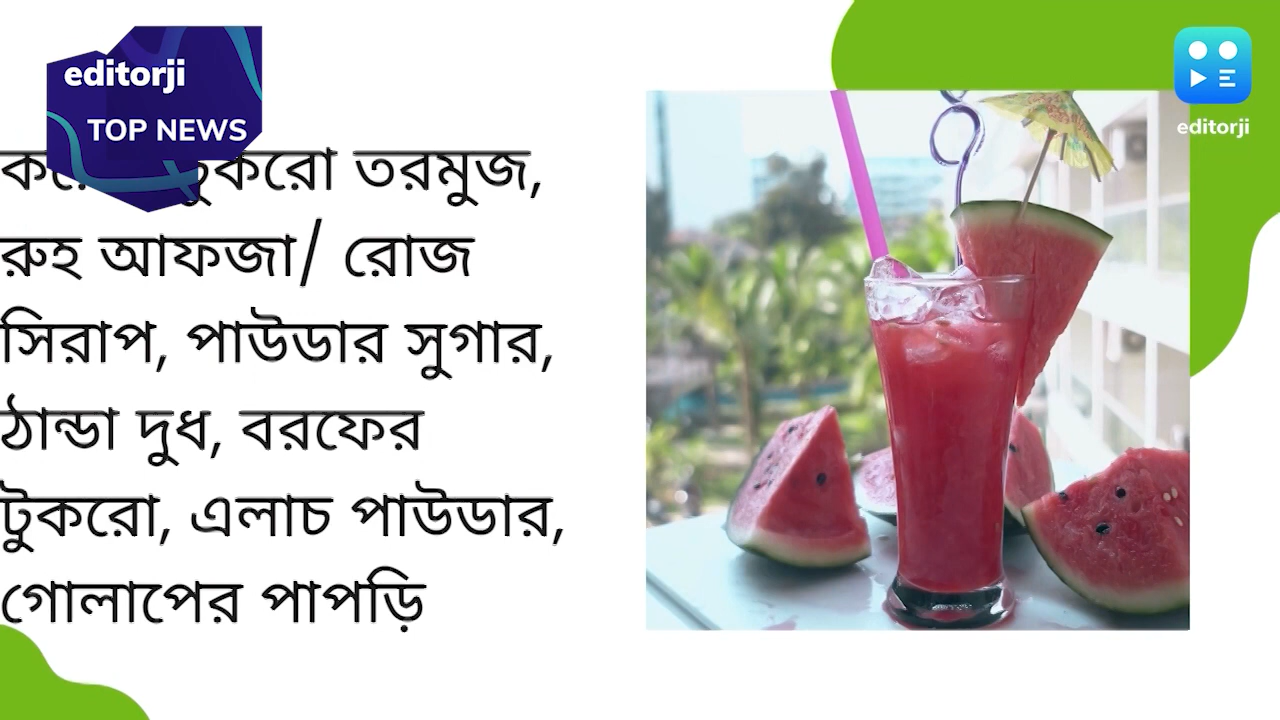 editorji
TOP NEWS
টুকরো তরমুজ,
রুহ আফজা/ রোজ
সিরাপ, পাউডার সুগার,
ঠান্ডা দুধ, বরফের
টুকরো, এলাচ পাউডার,
গোলাপের পাপড়ি
editorji